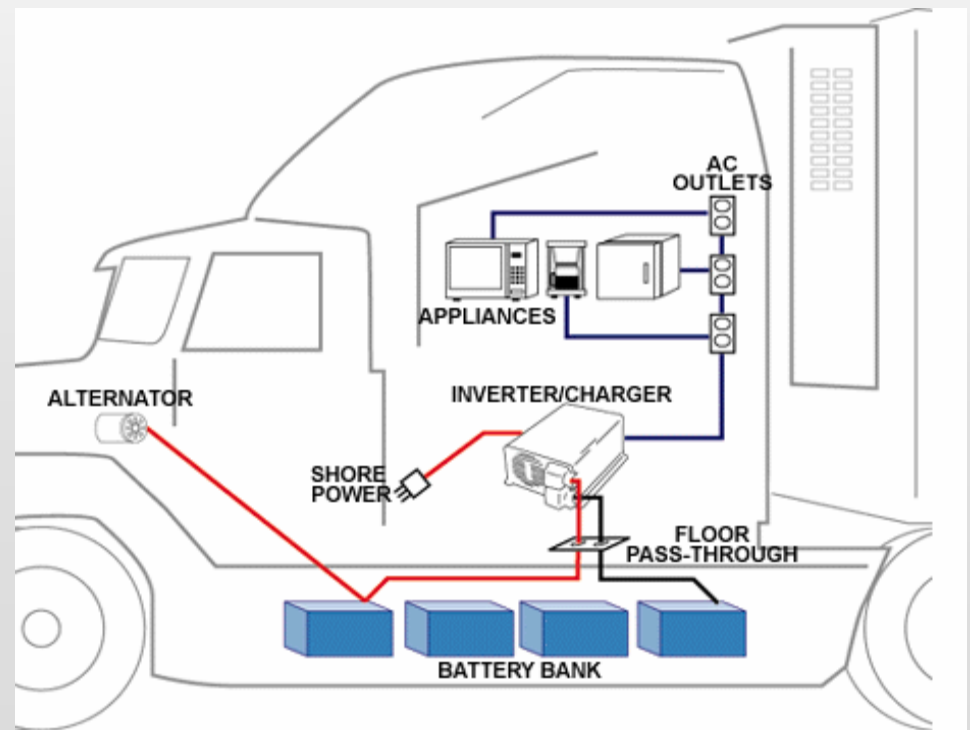 AC
OUTLETS
APPLIANCES
ALTERNATOR
INVERTER/CHARGER
SHORE
POWER
FLOOR
PASS-THROUGH
BATTERY BANK